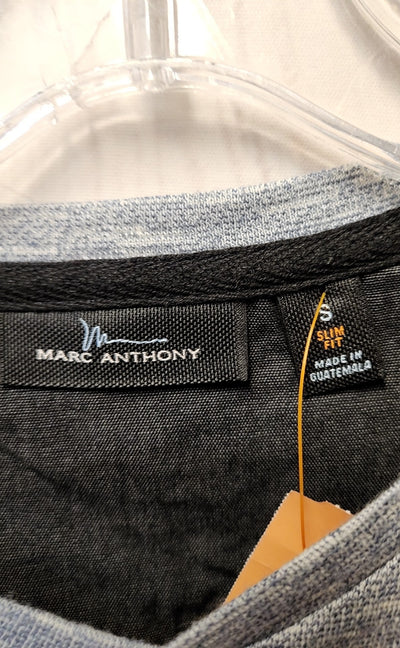 MARC ANTHONY
S
SLIM
FIT
MADE IN
GUATEMALA